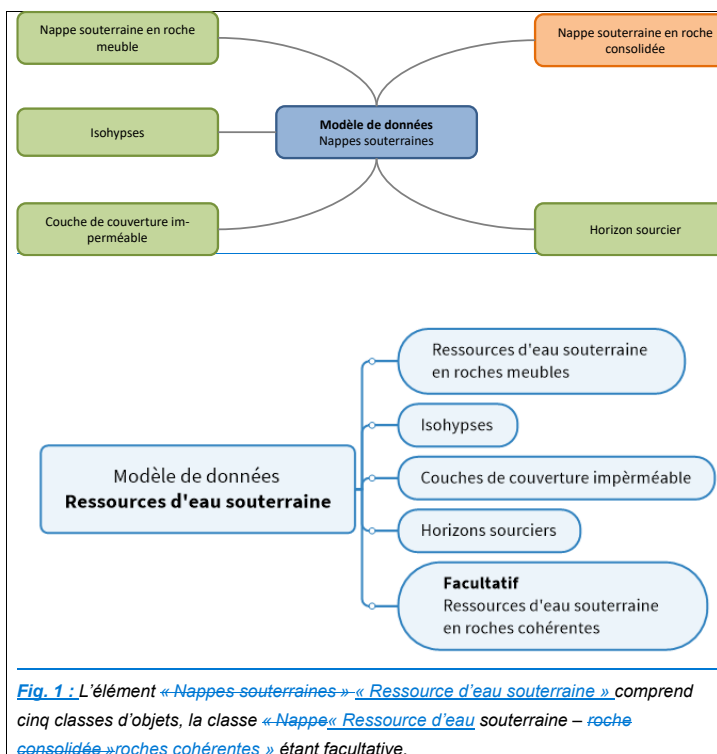 Nappe souterraine en roche
meuble
Nappe souterraine en roche
consolidée
Isohypses
Modèle de données
Nappes souterraines
Couche de couverture im-
perméable
Horizon sourcier
Ressources d'eau souterraine
en roches meubles
Isohypses
Modèle de données
Ressources d'eau souterraine
Couches de couverture impèrméable
Horizons sourciers
Facultatif
Ressources d'eau souterraine
en roches cohérentes
Fig. 1 : L'élément « Nappes souterraines » « Ressource d'eau souterraine » comprend
cinq classes d'objets, la classe « Nappe« Ressource d'eau souterraine – roche
consolidée »roches cohérentes » étant facultative.